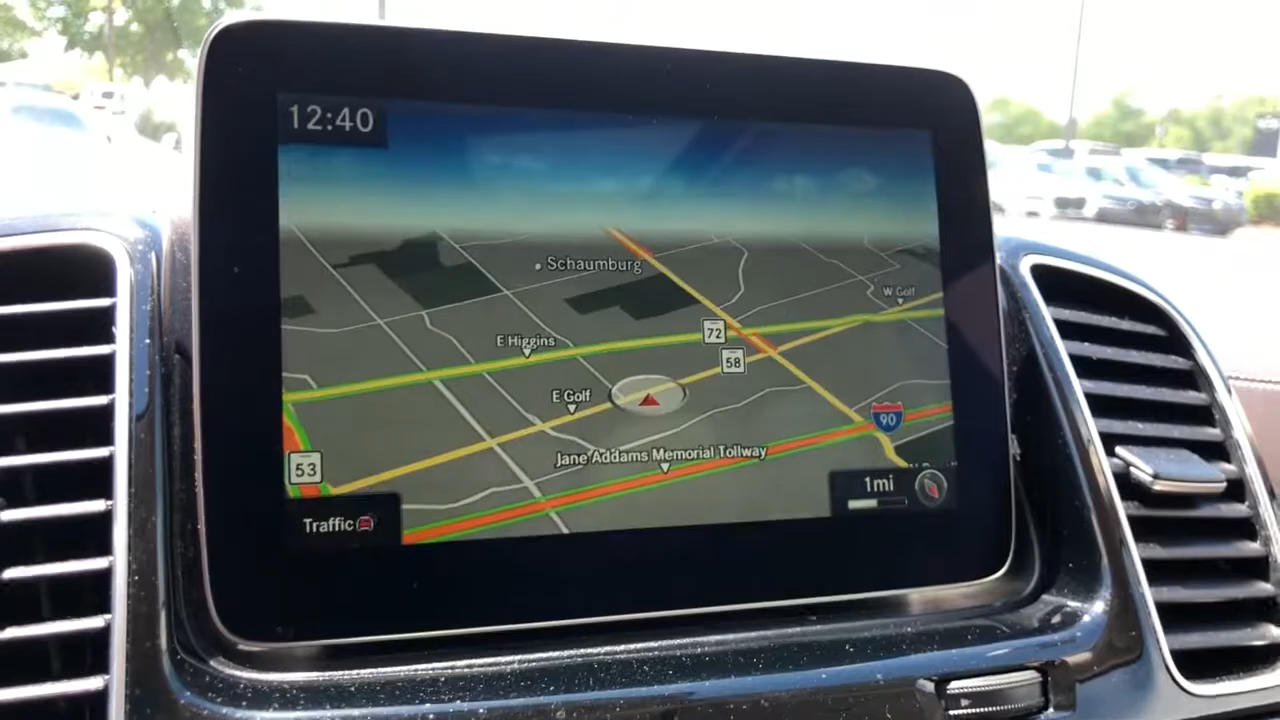 12:40
Schaumburg
W Golf
72
E Higgins
58
E Golf
90
Jane Addams Memorial Tollway
53
1mi
Traffic